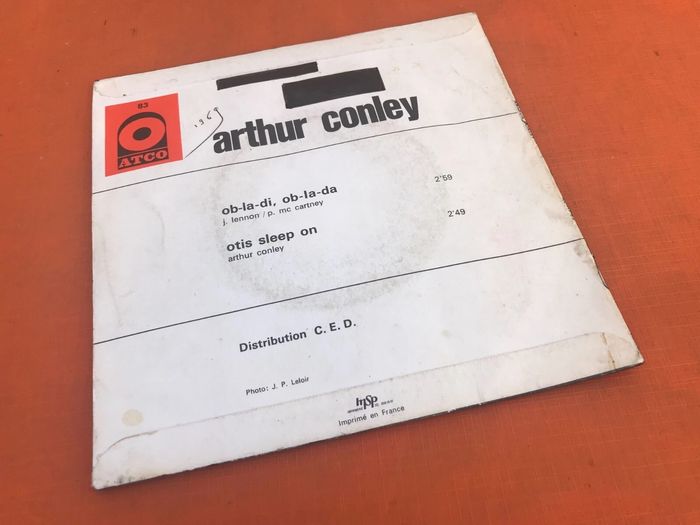 83
ATCO
1969
arthur conley
ob-la-di, ob-la-da 2'59
j. lennon / p. mc cartney
otis sleep on 2'49
arthur conley
Distribution C. E. D.
Photo: J. P. Leloir
InSp
Imprimé en France